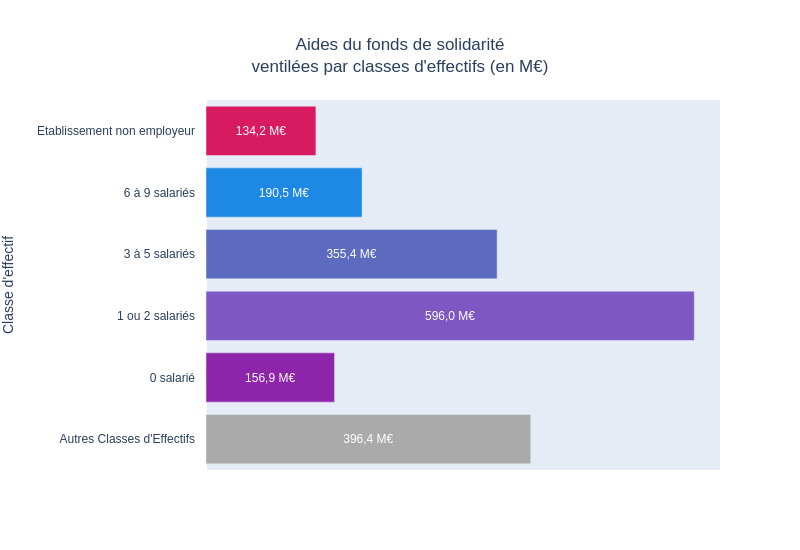 Aides du fonds de solidarité
ventilées par classes d'effectifs (en M€)
Etablissement non employeur
134,2 M€
6 à 9 salariés
190,5 M€
3 à 5 salariés
355,4 M€
1 ou 2 salariés
596,0 M€
0 salarié
156,9 M€
Autres Classes d'Effectifs
396,4 M€
Classe d'effectif